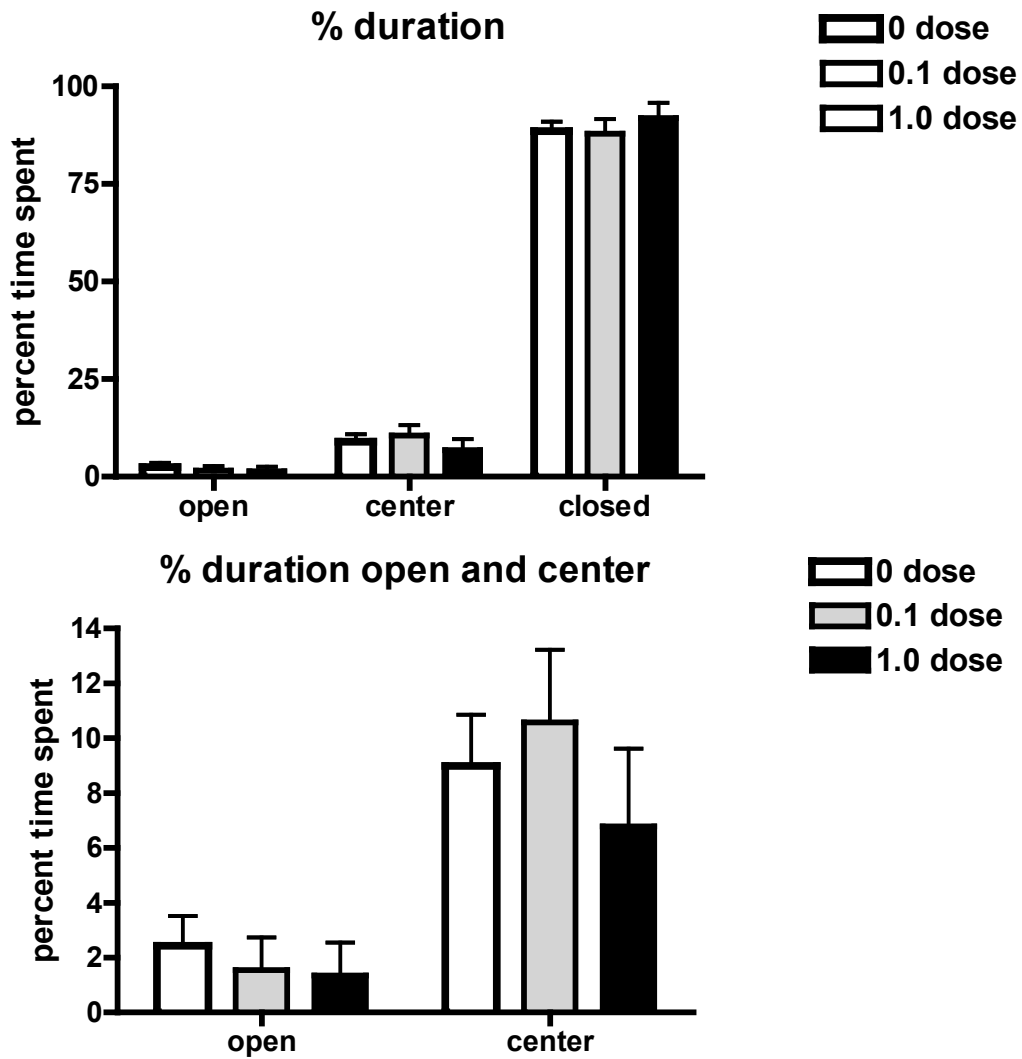 % duration
0 dose
0.1 dose
1.0 dose
percent time spent
100
75
50
25
0
open center closed
% duration open and center
0 dose
0.1 dose
1.0 dose
percent time spent
14
12
10
8
6
4
2
0
open center